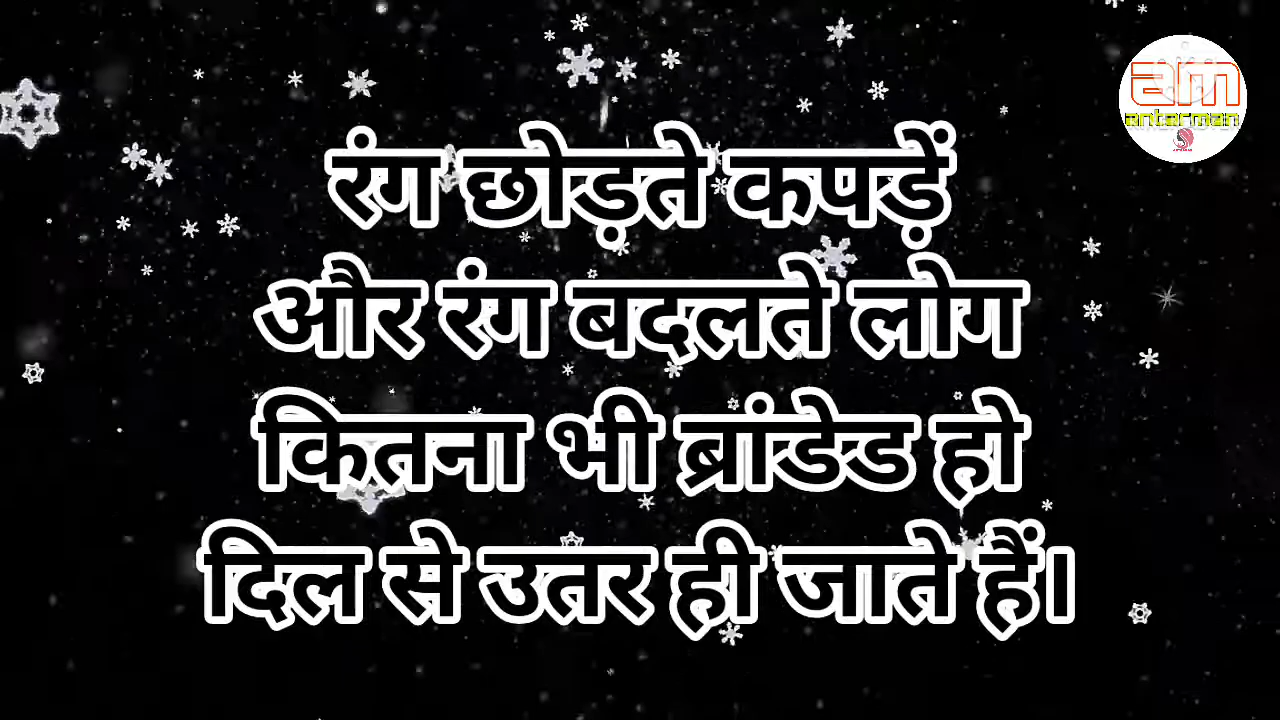 am
antarman
रंग छोड़ते कपड़ें
और रंग बदलते लोग
कितना भी ब्रांडेड हो
दिल से उतर ही जाते हैं।